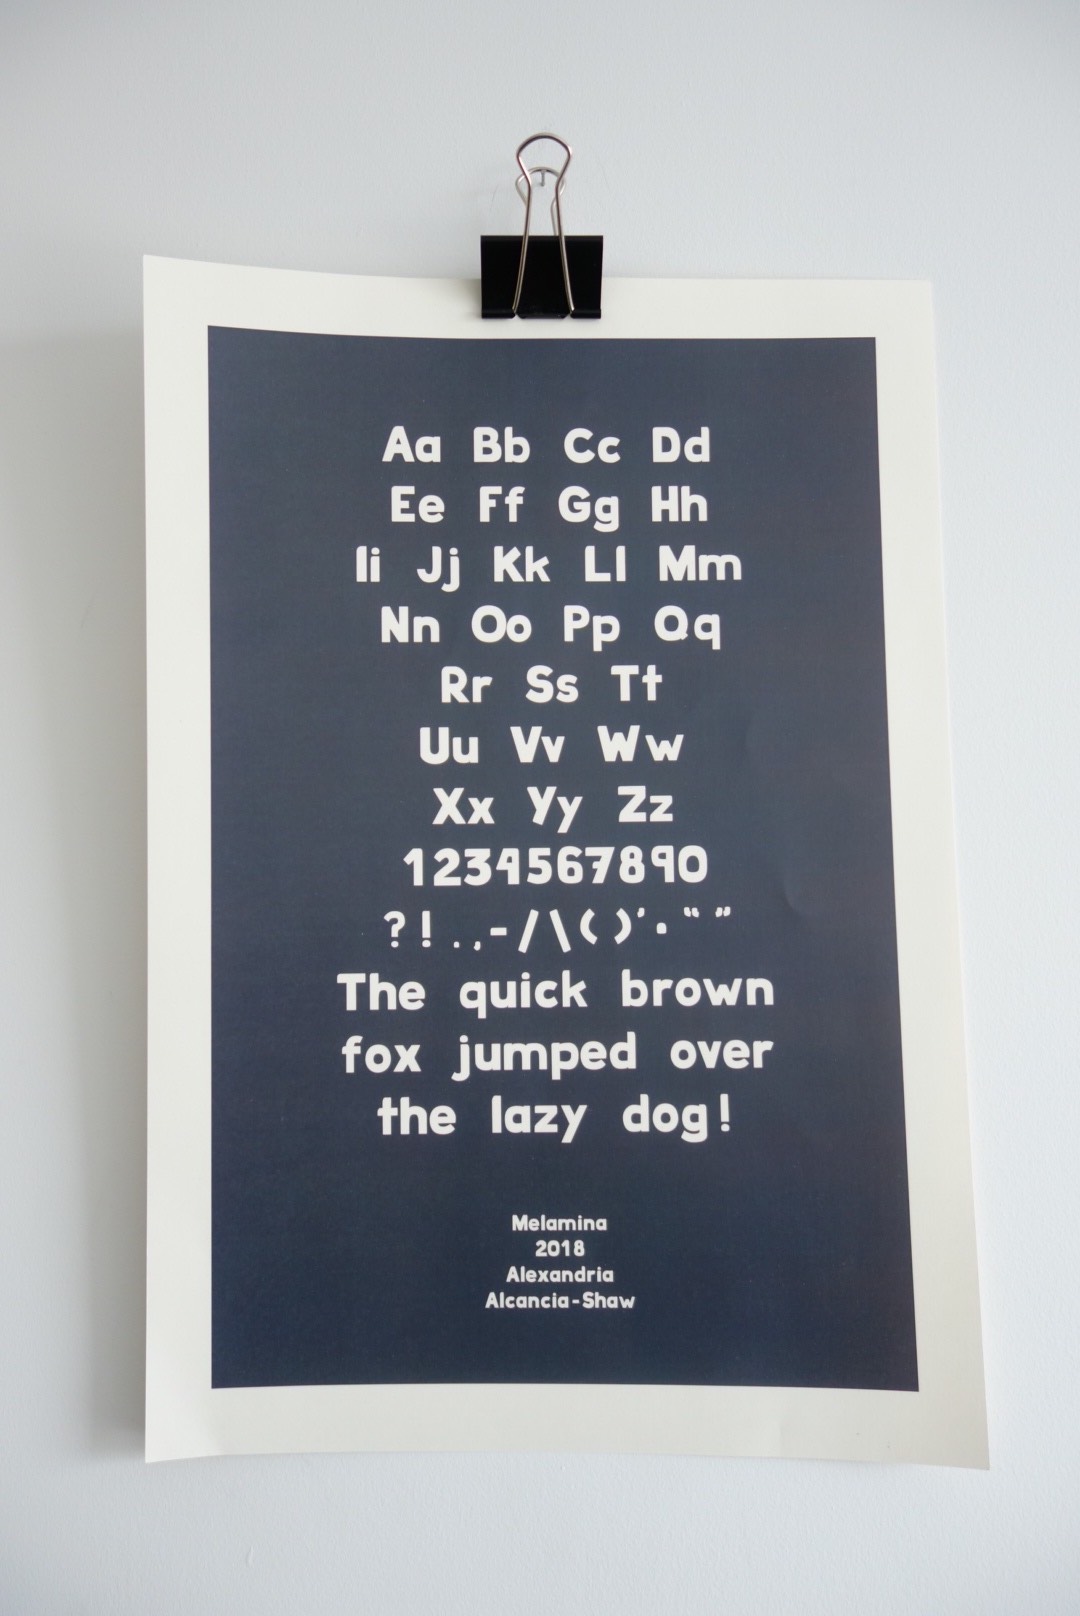 Aa Bb Cc Dd
Ee Ff Gg Hh
Ii Jj Kk Ll Mm
Nn Oo Pp Qq
Rr Ss Tt
Uu Vv Ww
Xx Yy Zz
1234567890
?!.,-/\()'·“”
The quick brown
fox jumped over
the lazy dog!
Melamina
2018
Alexandria
Alcancia-Shaw